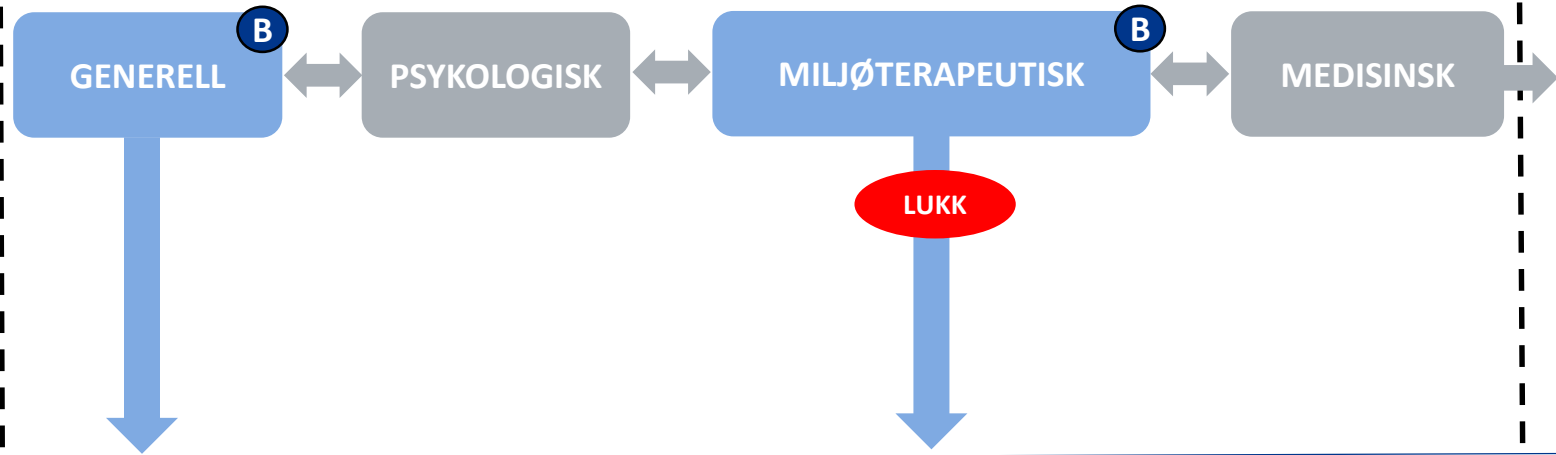 B
B
GENERELL
PSYKOLOGISK
MILJØTERAPEUTISK
MEDISINSK
LUKK